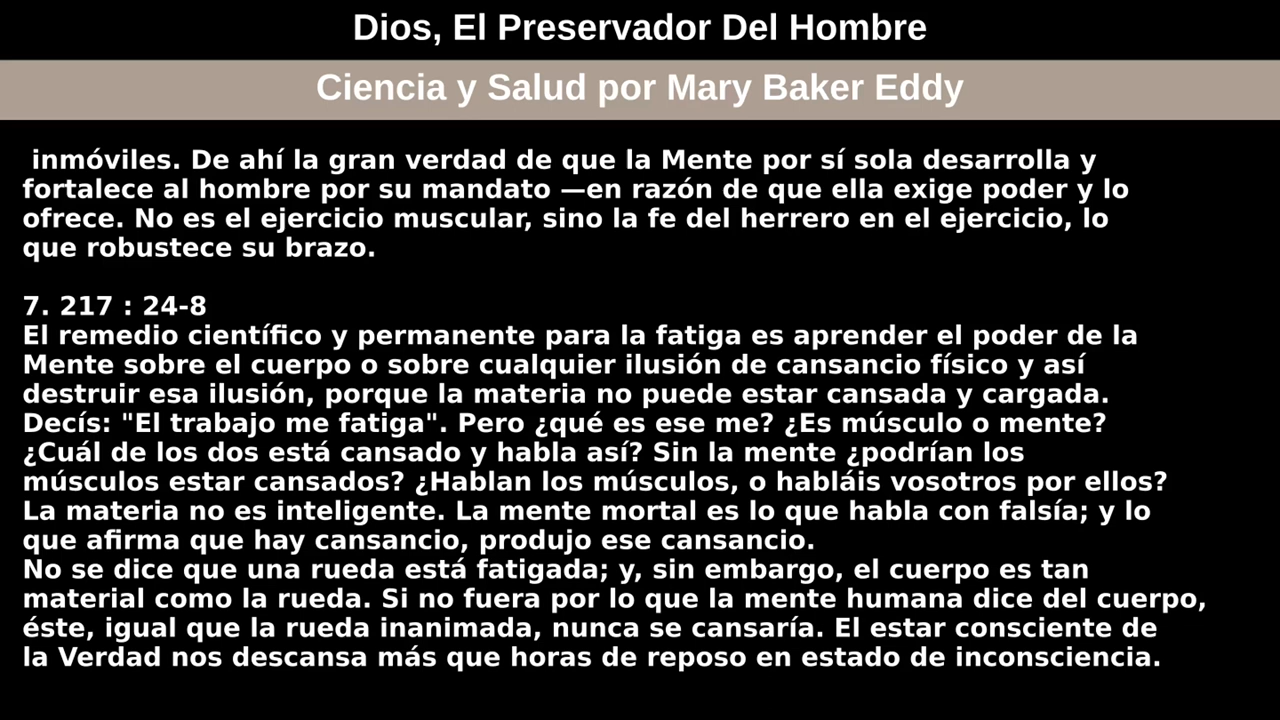 Dios, El Preservador Del Hombre
Ciencia y Salud por Mary Baker Eddy
inmóviles. De ahí la gran verdad de que la Mente por sí sola desarrolla y
fortalece al hombre por su mandato —en razón de que ella exige poder y lo
ofrece. No es el ejercicio muscular, sino la fe del herrero en el ejercicio, lo
que robustece su brazo.
7. 217 : 24-8
El remedio científico y permanente para la fatiga es aprender el poder de la
Mente sobre el cuerpo o sobre cualquier ilusión de cansancio físico y así
destruir esa ilusión, porque la materia no puede estar cansada y cargada.
Decís: "El trabajo me fatiga". Pero ¿qué es ese me? ¿Es músculo o mente?
¿Cuál de los dos está cansado y habla así? Sin la mente ¿podrían los
músculos estar cansados? ¿Hablan los músculos, o habláis vosotros por ellos?
La materia no es inteligente. La mente mortal es lo que habla con falsía; y lo
que afirma que hay cansancio, produjo ese cansancio.
No se dice que una rueda está fatigada; y, sin embargo, el cuerpo es tan
material como la rueda. Si no fuera por lo que la mente humana dice del cuerpo,
éste, igual que la rueda inanimada, nunca se cansaría. El estar consciente de
la Verdad nos descansa más que horas de reposo en estado de inconsciencia.